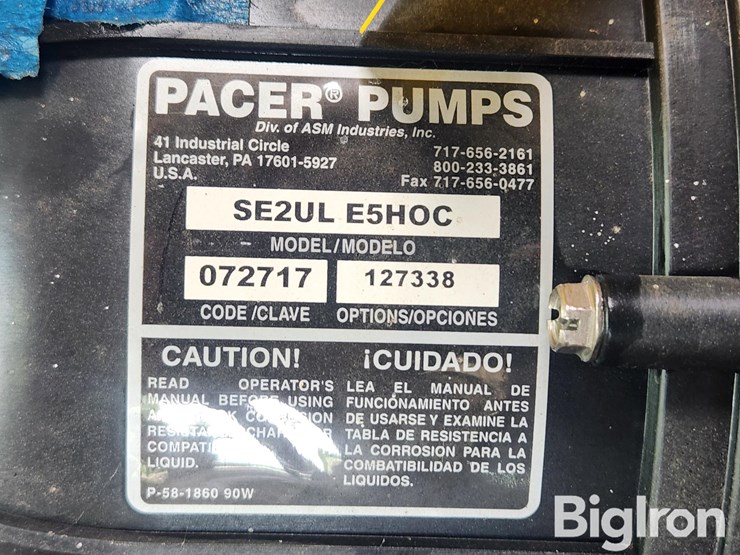 PACER® PUMPS
Div. of ASM Industries, Inc.
41 Industrial Circle
Lancaster, PA 17601-5927
U.S.A.
717-656-2161
800-233-3861
Fax 717-656-0477
SE2UL E5HOC
MODEL/MODELO
072717
CODE/CLAVE
127338
OPTIONS/OPCIONES
CAUTION!
READ OPERATOR'S
MANUAL BEFORE USING
CORROSION
LIQUID.
¡CUIDADO!
LEA EL MANUAL DE
FUNCIONAMIENTO ANTES
DE USARSE Y EXAMINE LA
TABLA DE RESISTENCIA A
LA CORROSIÓN PARA LA
COMBATIBILIDAD DE LOS
LIQUIDOS.
P-58-1860 90W
BigIron